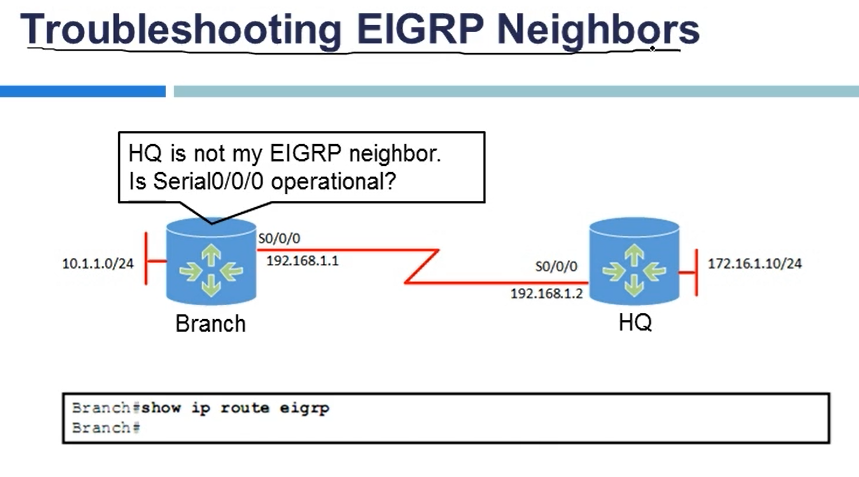 Troubleshooting EIGRP Neighbors
HQ is not my EIGRP neighbor.
Is Serial0/0/0 operational?
S0/0/0
192.168.1.1
10.1.1.0/24
S0/0/0
192.168.1.2
172.16.1.10/24
Branch
HQ
Branch#show ip route eigrp
Branch#